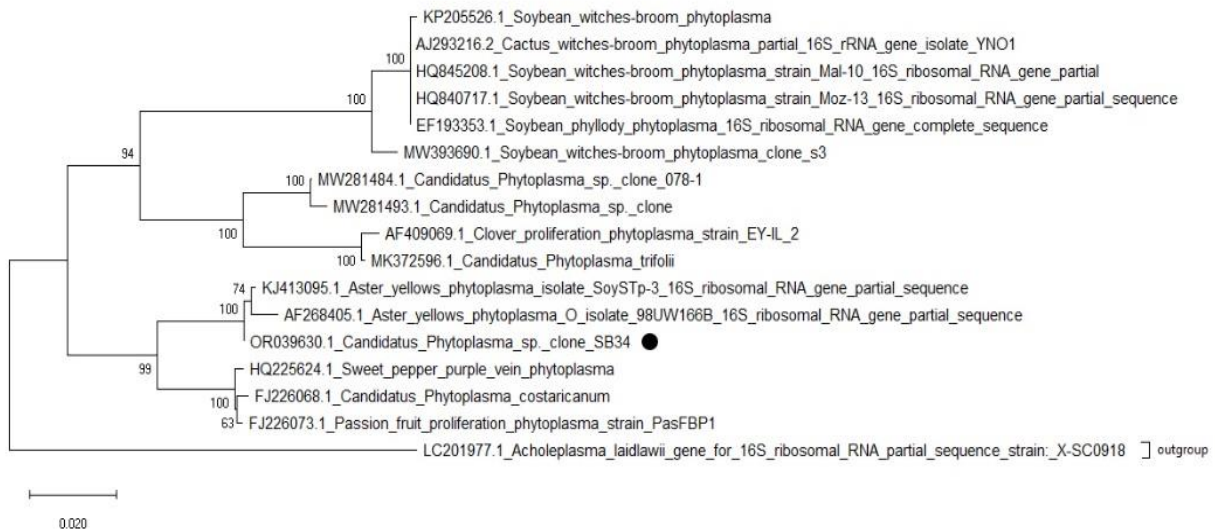 KP205526.1_Soybean_witches-broom_phytoplasma
AJ293216.2_Cactus_witches-broom_phytoplasma_partial_16S_rRNA_gene_isolate_YNO1
100
HQ845208.1_Soybean_witches-broom_phytoplasma_strain_Mal-10_16S_ribosomal_RNA_gene_partial
HQ840717.1_Soybean_witches-broom_phytoplasma_strain_Moz-13_16S_ribosomal_RNA_gene_partial_sequence
100
EF193353.1_Soybean_phyllody_phytoplasma_16S_ribosomal_RNA_gene_complete_sequence
MW393690.1_Soybean_witches-broom_phytoplasma_clone_s3
94
100 MW281484.1_Candidatus_Phytoplasma_sp._clone_078-1
MW281493.1_Candidatus_Phytoplasma_sp._clone
100
AF409069.1_Clover_proliferation_phytoplasma_strain_EY-IL_2
100 MK372596.1_Candidatus_Phytoplasma_trifolii
74 KJ413095.1_Aster_yellows_phytoplasma_isolate_SoySTp-3_16S_ribosomal_RNA_gene_partial_sequence
100 AF268405.1_Aster_yellows_phytoplasma_O_isolate_98UW166B_16S_ribosomal_RNA_gene_partial_sequence
OR039630.1_Candidatus_Phytoplasma_sp._clone_SB34
99 HQ225624.1_Sweet_pepper_purple_vein_phytoplasma
FJ226068.1_Candidatus_Phytoplasma_costaricanum
100
63 FJ226073.1_Passion_fruit_proliferation_phytoplasma_strain_PasFBP1
LC201977.1_Acholeplasma_laidlawii_gene_for_16S_ribosomal_RNA_partial_sequence_strain:_X-SC0918 outgroup
0.020